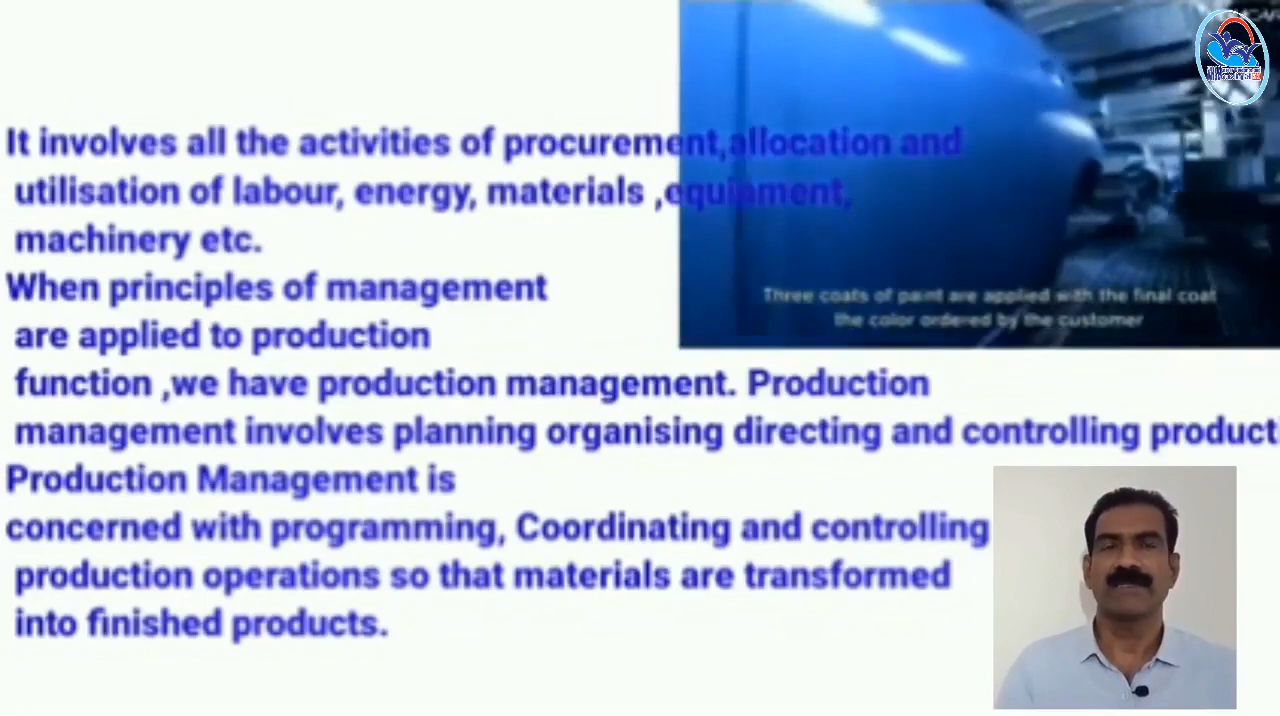 It involves all the activities of procurement,allocation and
utilisation of labour, energy, materials ,equipment,
machinery etc.
When principles of management
are applied to production
function ,we have production management. Production
management involves planning organising directing and controlling product
Production Management is
concerned with programming, Coordinating and controlling
production operations so that materials are transformed
into finished products.
Three coats of paint are applied with the final coat
the color ordered by the customer